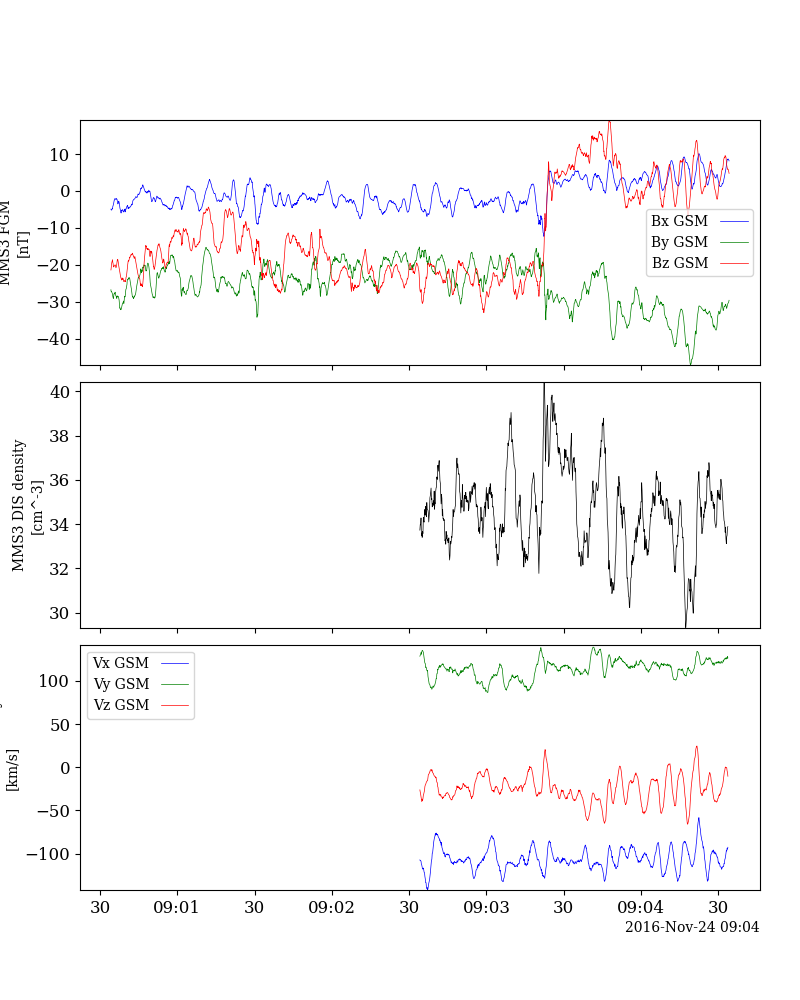 10
0
−10
−20
−30
−40
MMS3 FGM
[nT]
Bx GSM
By GSM
Bz GSM
40
38
36
34
32
30
MMS3 DIS density
[cm^-3]
100
50
0
−50
−100
[km/s]
Vx GSM
Vy GSM
Vz GSM
30 09:01 30 09:02 30 09:03 30 09:04 30
2016-Nov-24 09:04